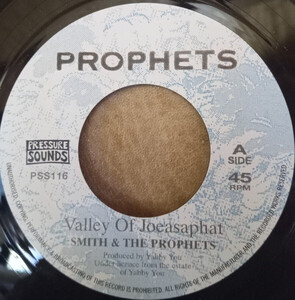 PROPHETS
PRESSURE
SOUNDS
PSS116
A
SIDE
45
RPM
Valley Of Joeasaphat
SMITH & THE PROPHETS
Produced by Yabby You
Under licence from the estate
of Yabby You